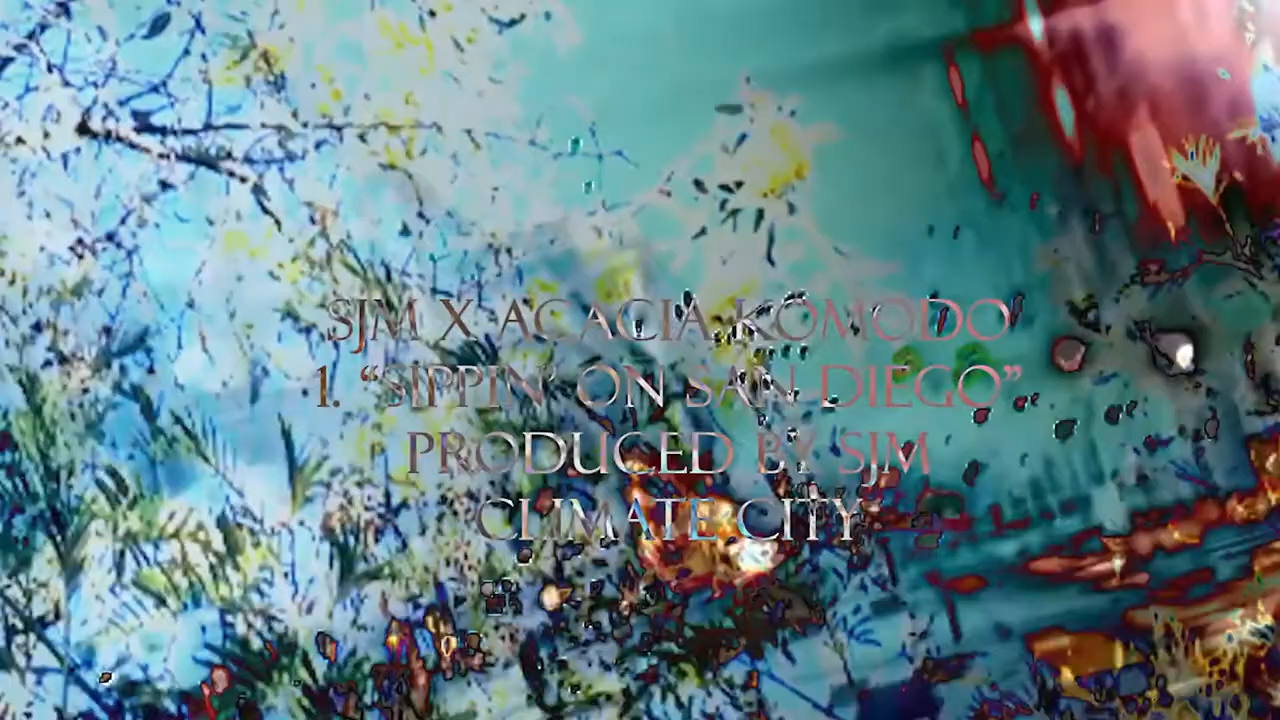 SJM X ACACIA KOMODO
1. “SIPPIN’ ON SAN DIEGO”
PRODUCED BY SJM
CLIMATE CITY